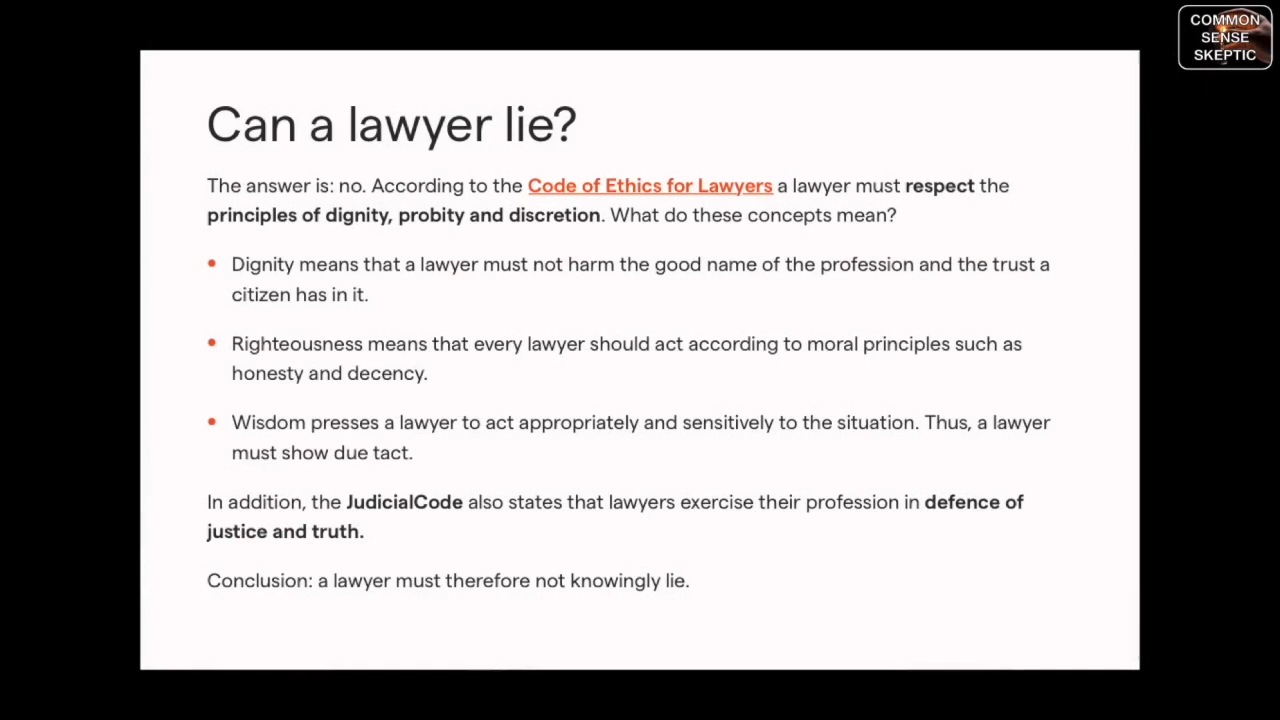 COMMON
SENSE
SKEPTIC
Can a lawyer lie?
The answer is: no. According to the Code of Ethics for Lawyers a lawyer must respect the
principles of dignity, probity and discretion. What do these concepts mean?
• Dignity means that a lawyer must not harm the good name of the profession and the trust a
citizen has in it.
• Righteousness means that every lawyer should act according to moral principles such as
honesty and decency.
• Wisdom presses a lawyer to act appropriately and sensitively to the situation. Thus, a lawyer
must show due tact.
In addition, the JudicialCode also states that lawyers exercise their profession in defence of
justice and truth.
Conclusion: a lawyer must therefore not knowingly lie.